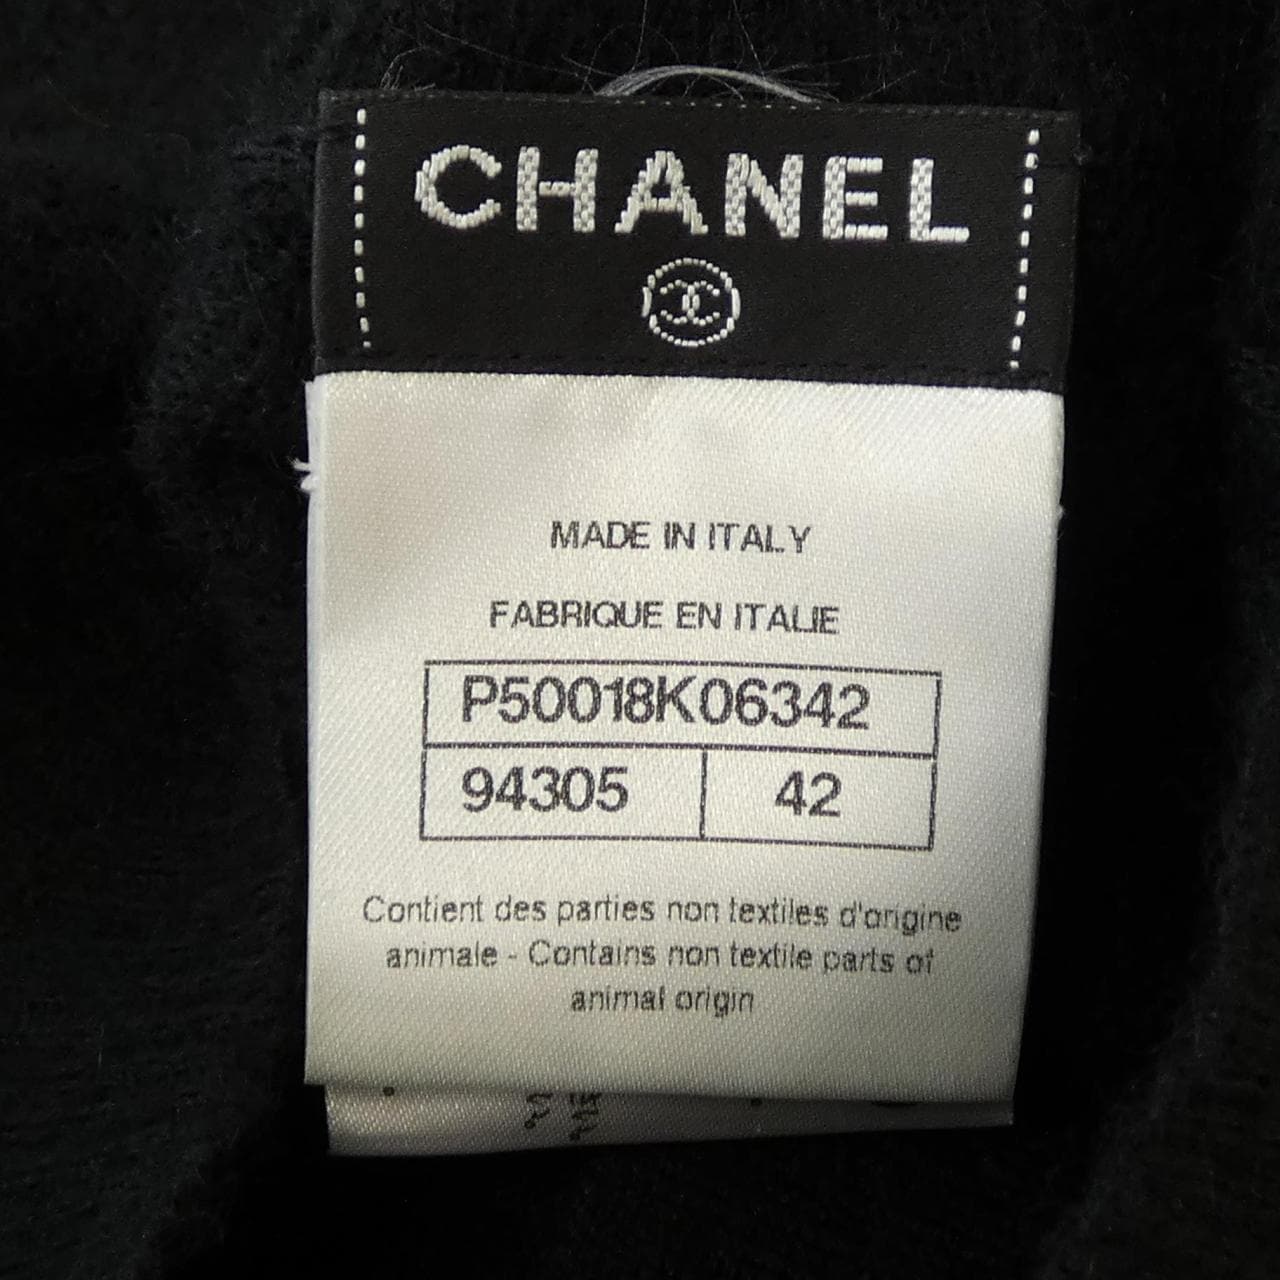 CHANEL
MADE IN ITALY
FABRIQUE EN ITALIE
P50018K06342
94305 42
Contient des parties non textiles d'origine
animale - Contains non textile parts of
animal origin